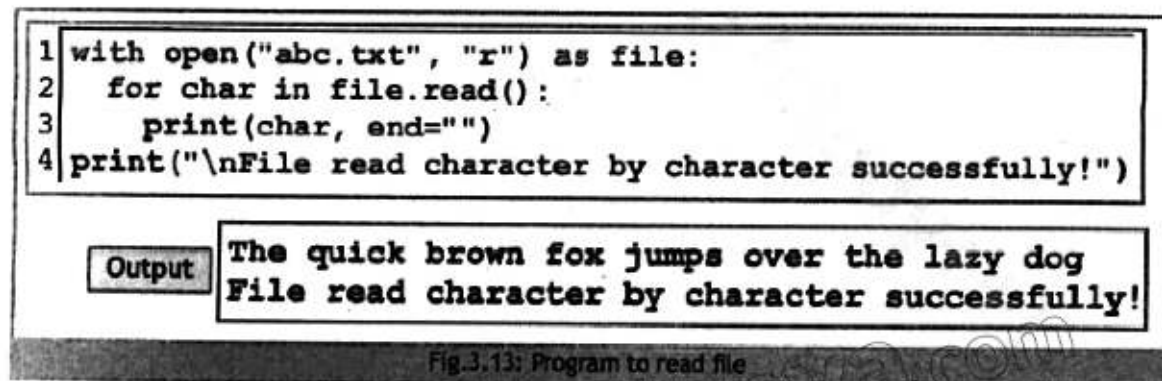 1 with open("abc.txt", "r") as file:
2 for char in file.read():
3 print(char, end="")
4 print("\nFile read character by character successfully!")
Output
The quick brown fox jumps over the lazy dog
File read character by character successfully!
Fig.3.13: Program to read file
.com